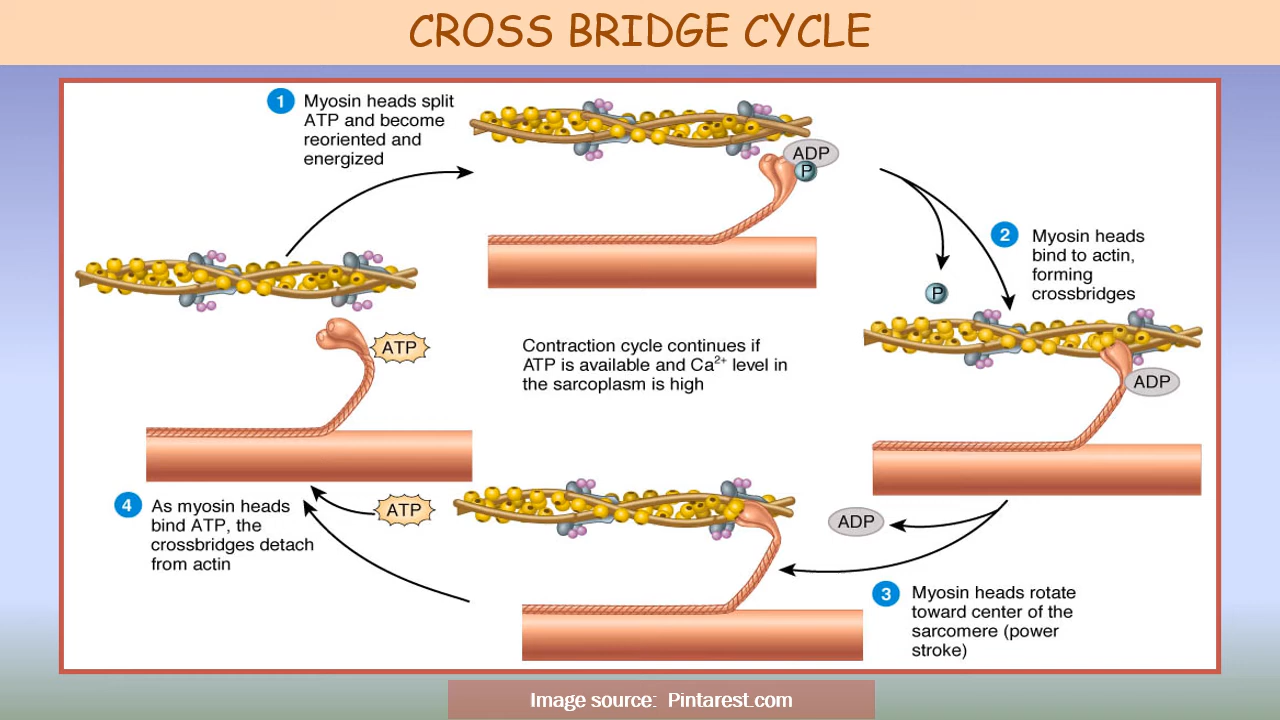 CROSS BRIDGE CYCLE
1 Myosin heads split
ATP and become
reoriented and
energized
ADP
P
2 Myosin heads
bind to actin,
forming
crossbridges
P
ATP
Contraction cycle continues if
ATP is available and Ca²⁺ level in
the sarcoplasm is high
ADP
4 As myosin heads
bind ATP, the
crossbridges detach
from actin
ATP
ADP
3 Myosin heads rotate
toward center of the
sarcomere (power
stroke)
Image source: Pintarest.com